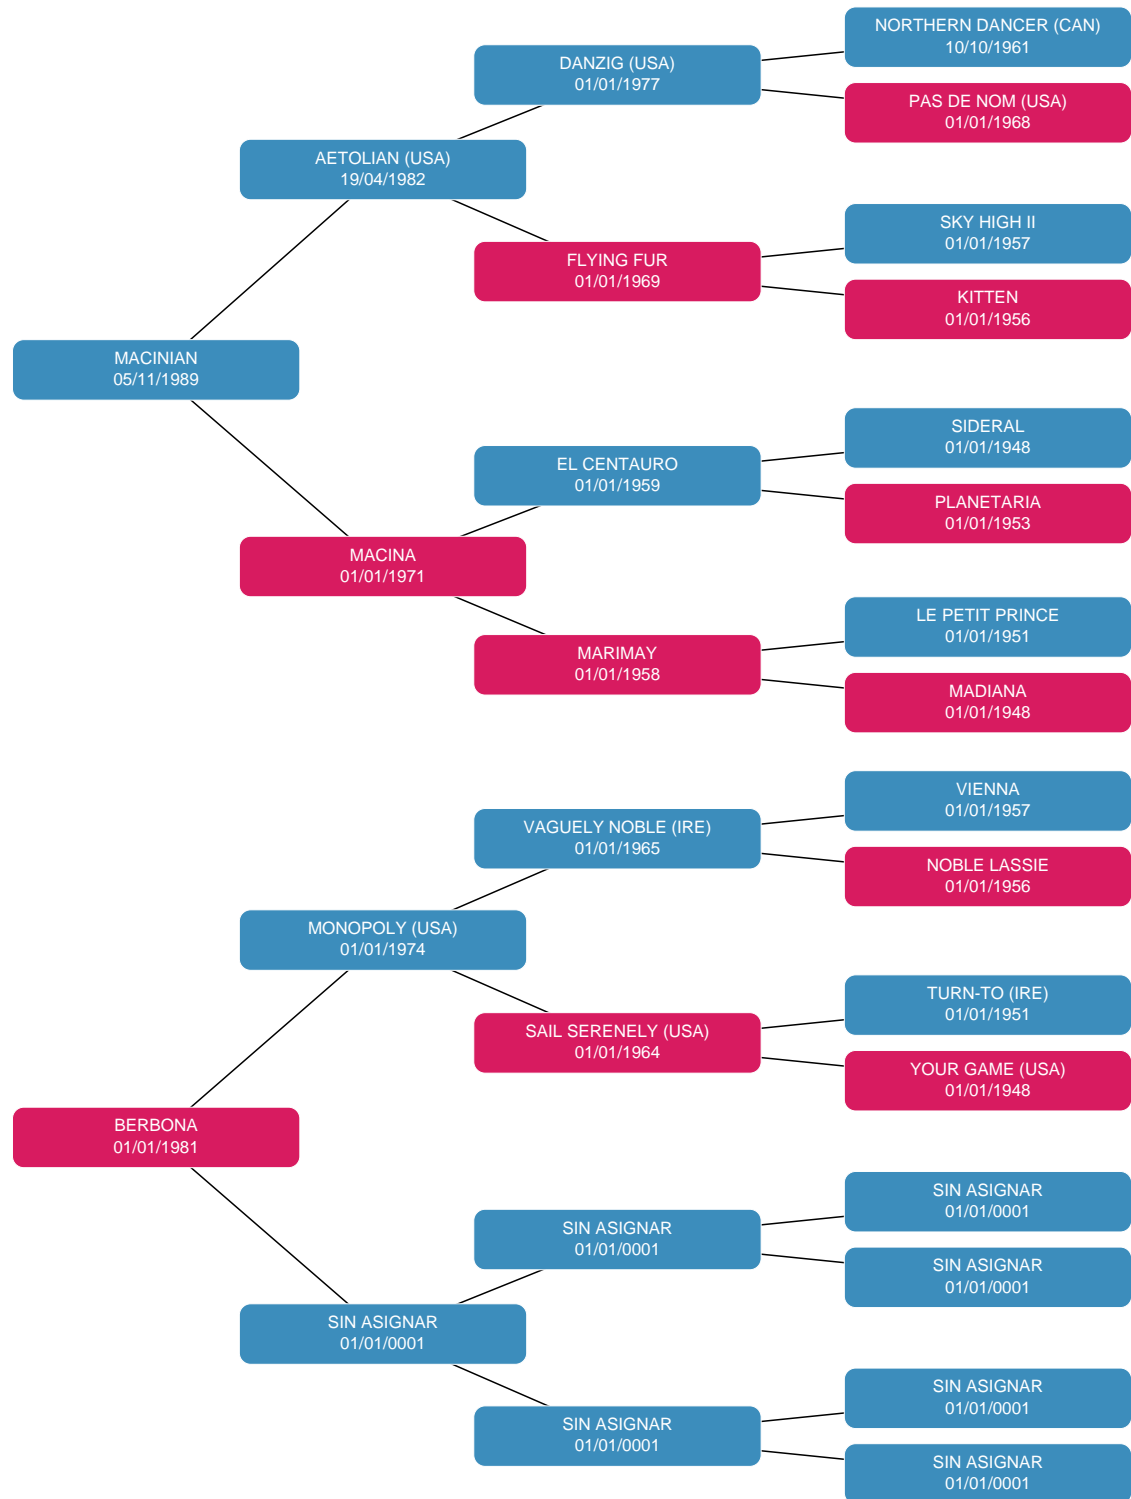 NORTHERN DANCER (CAN)
10/10/1961
DANZIG (USA)
01/01/1977
PAS DE NOM (USA)
01/01/1968
AETOLIAN (USA)
19/04/1982
SKY HIGH II
01/01/1957
FLYING FUR
01/01/1969
KITTEN
01/01/1956
MACINIAN
05/11/1989
SIDERAL
01/01/1948
EL CENTAURO
01/01/1959
PLANETARIA
01/01/1953
MACINA
01/01/1971
LE PETIT PRINCE
01/01/1951
MARIMAY
01/01/1958
MADIANA
01/01/1948
VIENNA
01/01/1957
VAGUELY NOBLE (IRE)
01/01/1965
NOBLE LASSIE
01/01/1956
MONOPOLY (USA)
01/01/1974
TURN-TO (IRE)
01/01/1951
SAIL SERENELY (USA)
01/01/1964
YOUR GAME (USA)
01/01/1948
BERBONA
01/01/1981
SIN ASIGNAR
01/01/0001
SIN ASIGNAR
01/01/0001
SIN ASIGNAR
01/01/0001
SIN ASIGNAR
01/01/0001
SIN ASIGNAR
01/01/0001
SIN ASIGNAR
01/01/0001
SIN ASIGNAR
01/01/0001